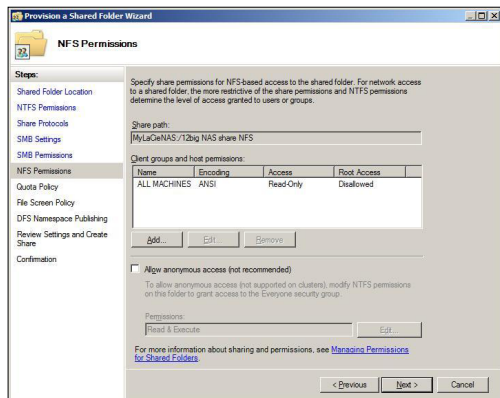 Provision a Shared Folder Wizard
NFS Permissions
Steps:
Shared Folder Location
NTFS Permissions
Share Protocols
SMB Settings
SMB Permissions
NFS Permissions
Quota Policy
File Screen Policy
DFS Namespace Publishing
Review Settings and Create
Share
Confirmation
Specify share permissions for NFS-based access to the shared folder. For network access
to a shared folder, the more restrictive of the share permissions and NTFS permissions
determine the level of access granted to users or groups.
Share path:
MyLaCieNAS:/12big NAS share NFS
Client groups and host permissions:
Name Encoding Access Root Access
ALL MACHINES ANSI Read-Only Disallowed
Add... Edit Remove
Allow anonymous access (not recommended)
To allow anonymous access (not supported on clusters), modify NTFS permissions
on this folder to grant access to the Everyone security group.
Permissions:
Read & Execute Edit...
For more information about sharing and permissions, see Managing Permissions
for Shared Folders.
< Previous Next > Cancel